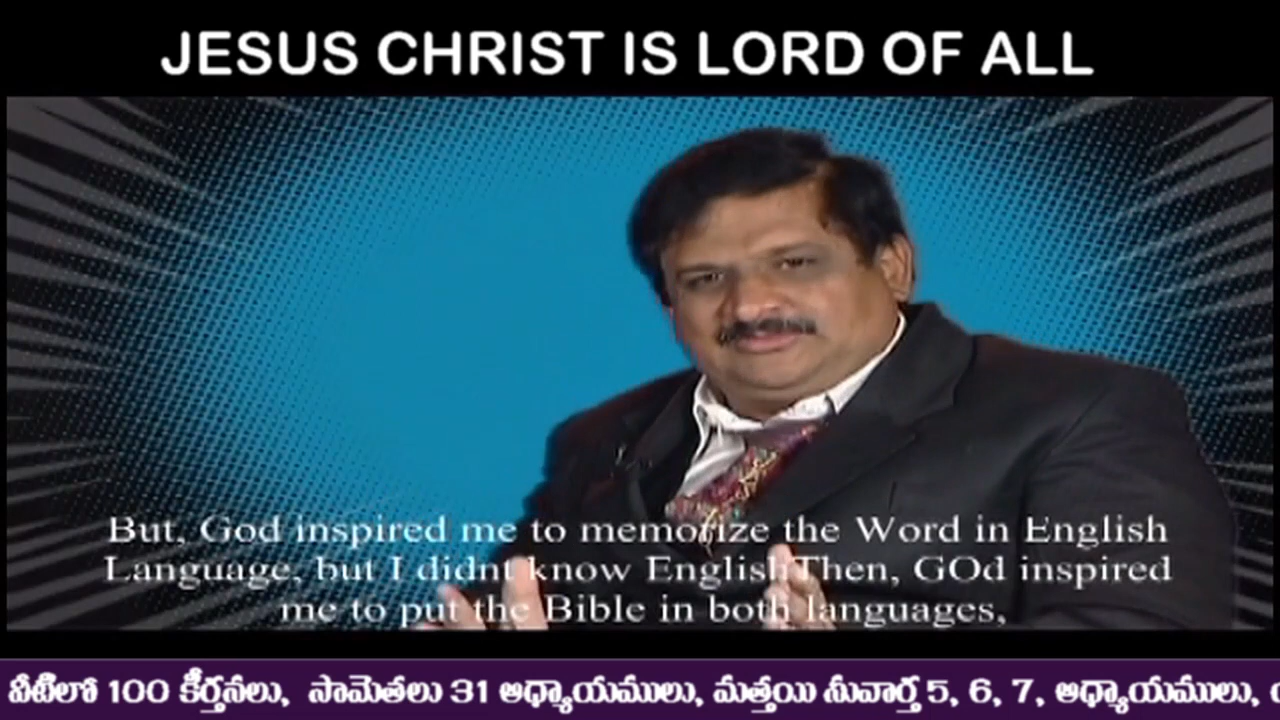 JESUS CHRIST IS LORD OF ALL
But, God inspired me to memorize the Word in English
Language, but I didnt know EnglishThen, GOd inspired
me to put the Bible in both languages,
వీటిలో 100 కీర్తనలు, సామెతలు 31 అధ్యాయములు, మత్తయి సువార్త 5, 6, 7, అధ్యాయములు,